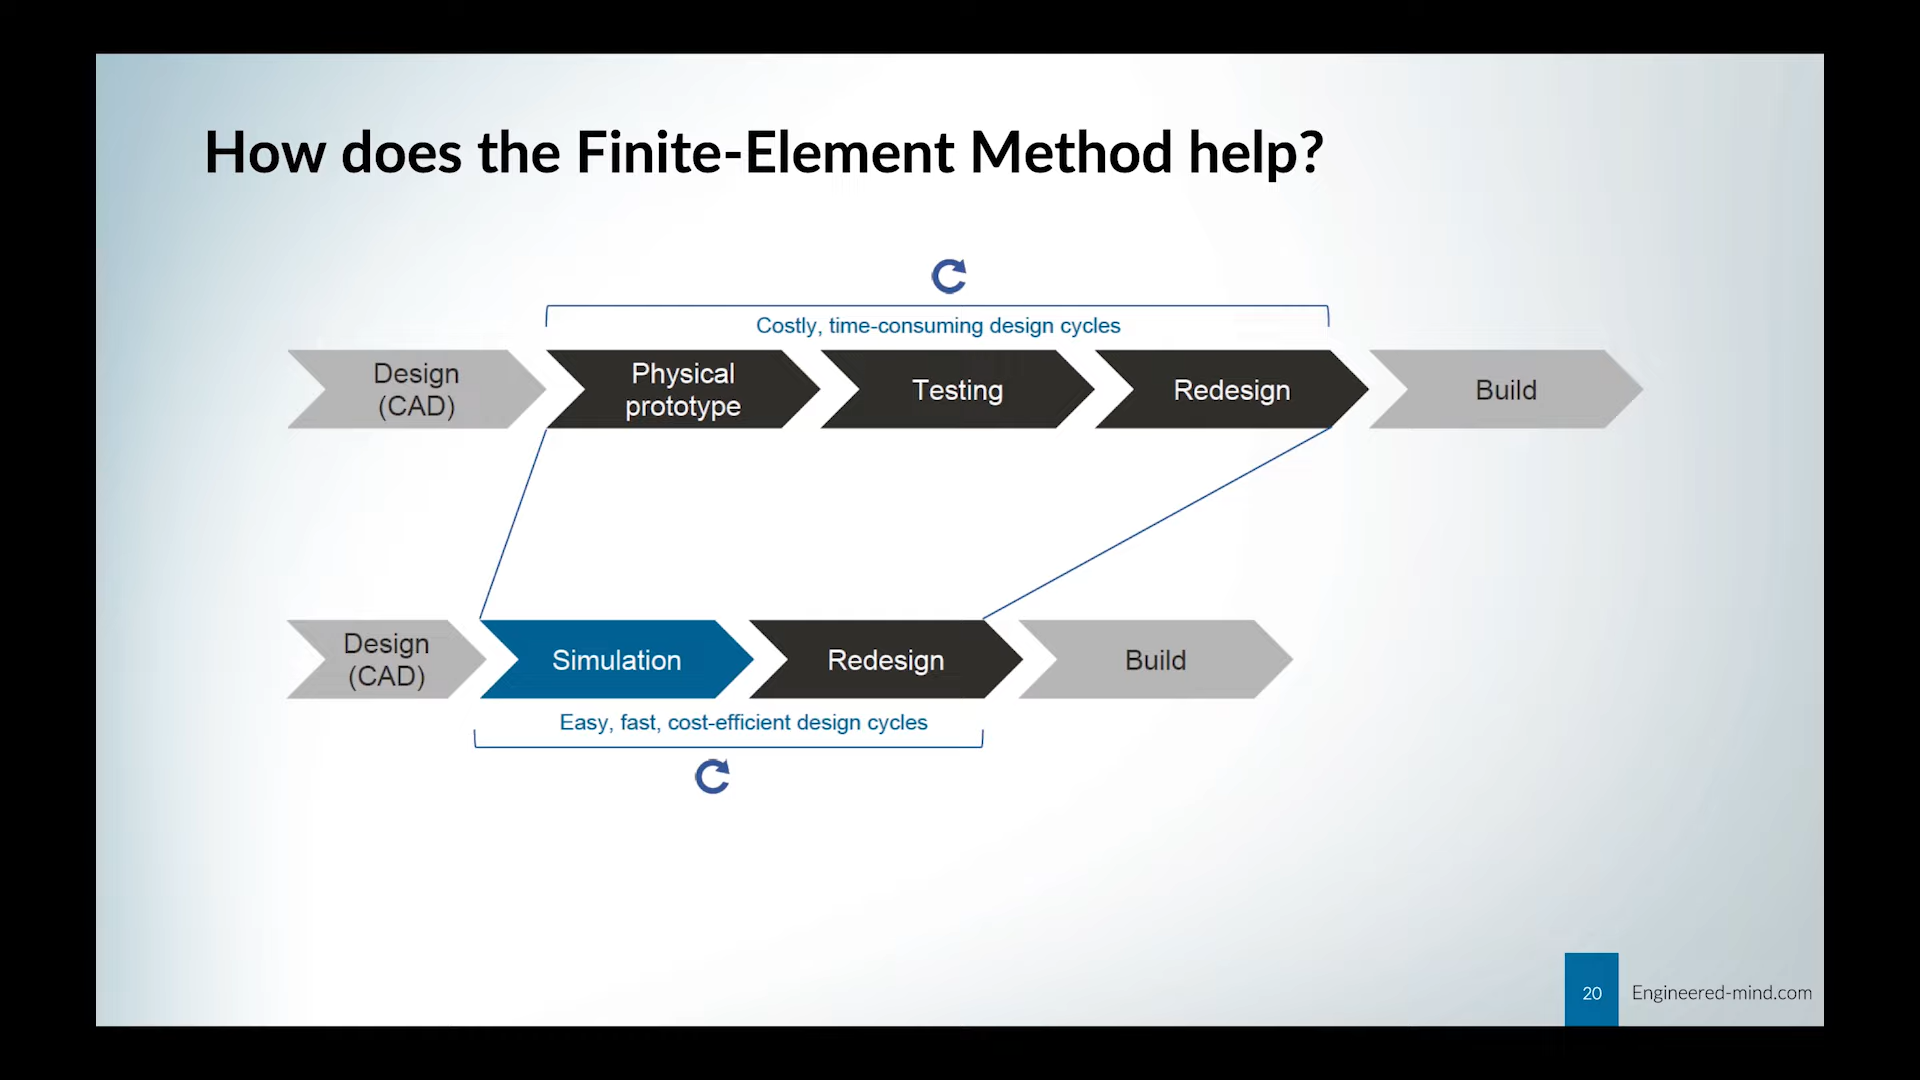 How does the Finite-Element Method help?
Costly, time-consuming design cycles
Design
(CAD)
Physical
prototype
Testing
Redesign
Build
Design
(CAD)
Simulation
Redesign
Build
Easy, fast, cost-efficient design cycles
20
Engineered-mind.com